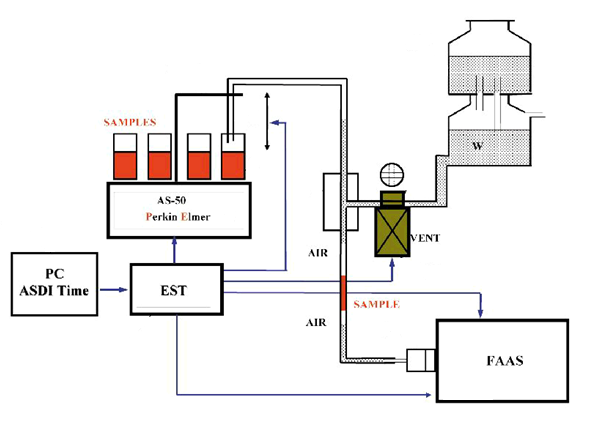 SAMPLES
W
AS-50
Perkin Elmer
VENT
AIR
PC
ASDI Time
EST
SAMPLE
AIR
FAAS